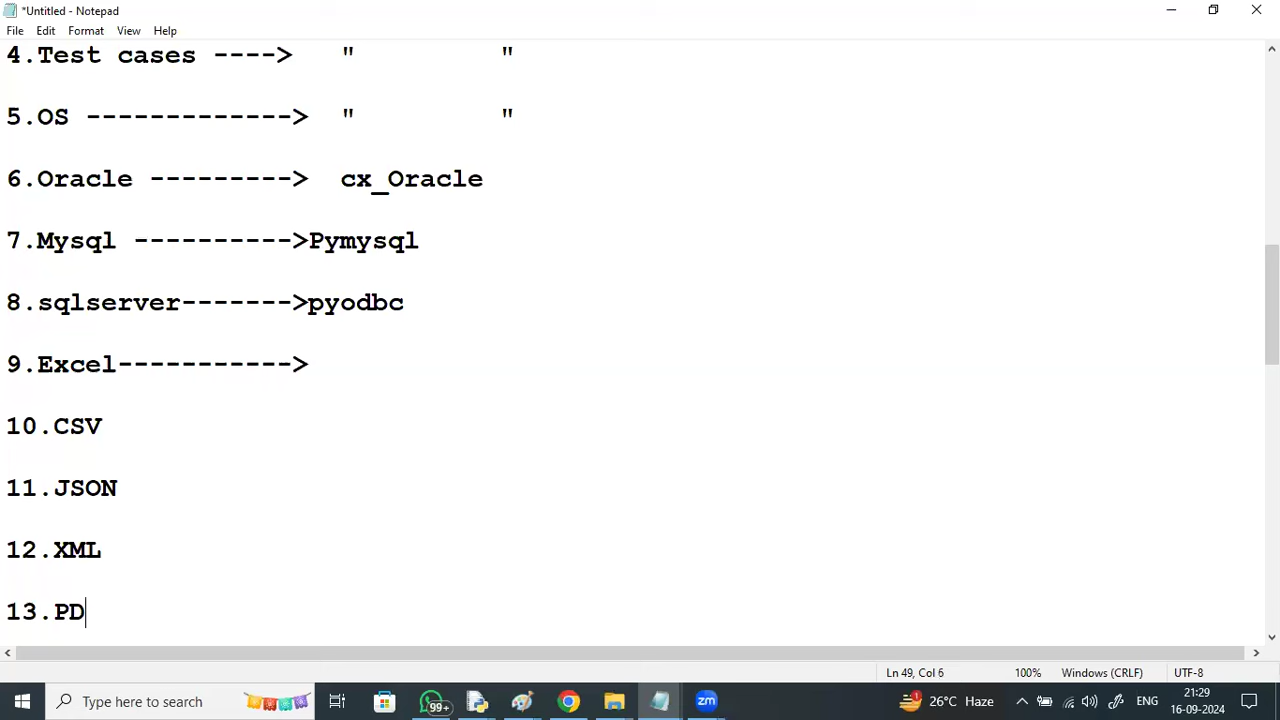 *Untitled - Notepad
File Edit Format View Help
4.Test cases ----> " "
5.OS -------------> " "
6.Oracle ---------> cx_Oracle
7.Mysql ---------->Pymysql
8.sqlserver------->pyodbc
9.Excel----------->
10.CSV
11.JSON
12.XML
13.PD
Ln 49, Col 6 100% Windows (CRLF) UTF-8
Type here to search 99+ zm 26°C Haze ENG 21:29
16-09-2024